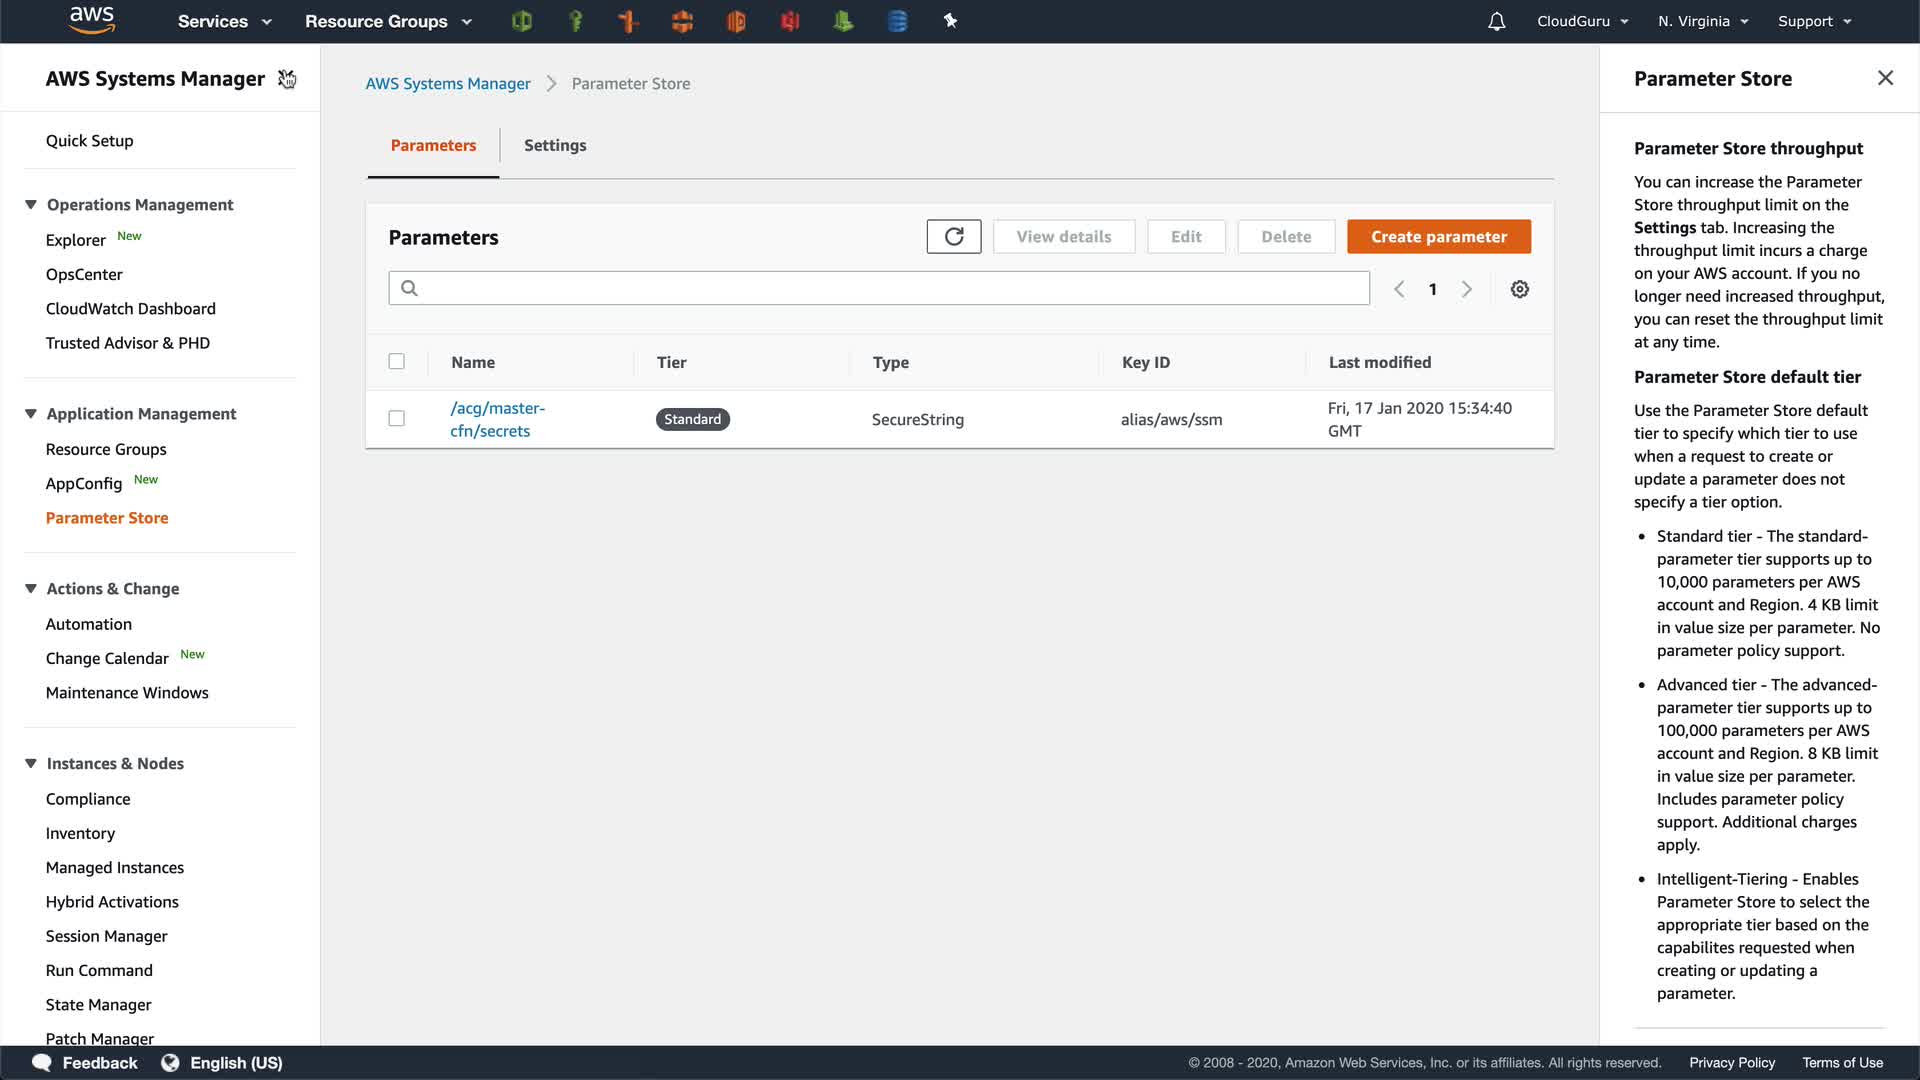 aws
Services
Resource Groups
CloudGuru
N. Virginia
Support
AWS Systems Manager
Quick Setup
Operations Management
Explorer New
OpsCenter
CloudWatch Dashboard
Trusted Advisor & PHD
Application Management
Resource Groups
AppConfig New
Parameter Store
Actions & Change
Automation
Change Calendar New
Maintenance Windows
Instances & Nodes
Compliance
Inventory
Managed Instances
Hybrid Activations
Session Manager
Run Command
State Manager
Patch Manager
AWS Systems Manager > Parameter Store
Parameters
Settings
Parameters
View details
Edit
Delete
Create parameter
1
Name Tier Type Key ID Last modified
/acg/master-
cfn/secrets
Standard
SecureString
alias/aws/ssm
Fri, 17 Jan 2020 15:34:40
GMT
Parameter Store
Parameter Store throughput
You can increase the Parameter
Store throughput limit on the
Settings tab. Increasing the
throughput limit incurs a charge
on your AWS account. If you no
longer need increased throughput,
you can reset the throughput limit
at any time.
Parameter Store default tier
Use the Parameter Store default
tier to specify which tier to use
when a request to create or
update a parameter does not
specify a tier option.
• Standard tier - The standard-
parameter tier supports up to
10,000 parameters per AWS
account and Region. 4 KB limit
in value size per parameter. No
parameter policy support.
• Advanced tier - The advanced-
parameter tier supports up to
100,000 parameters per AWS
account and Region. 8 KB limit
in value size per parameter.
Includes parameter policy
support. Additional charges
apply.
• Intelligent-Tiering - Enables
Parameter Store to select the
appropriate tier based on the
capabilites requested when
creating or updating a
parameter.
Feedback
English (US)
© 2008 - 2020, Amazon Web Services, Inc. or its affiliates. All rights reserved.
Privacy Policy
Terms of Use